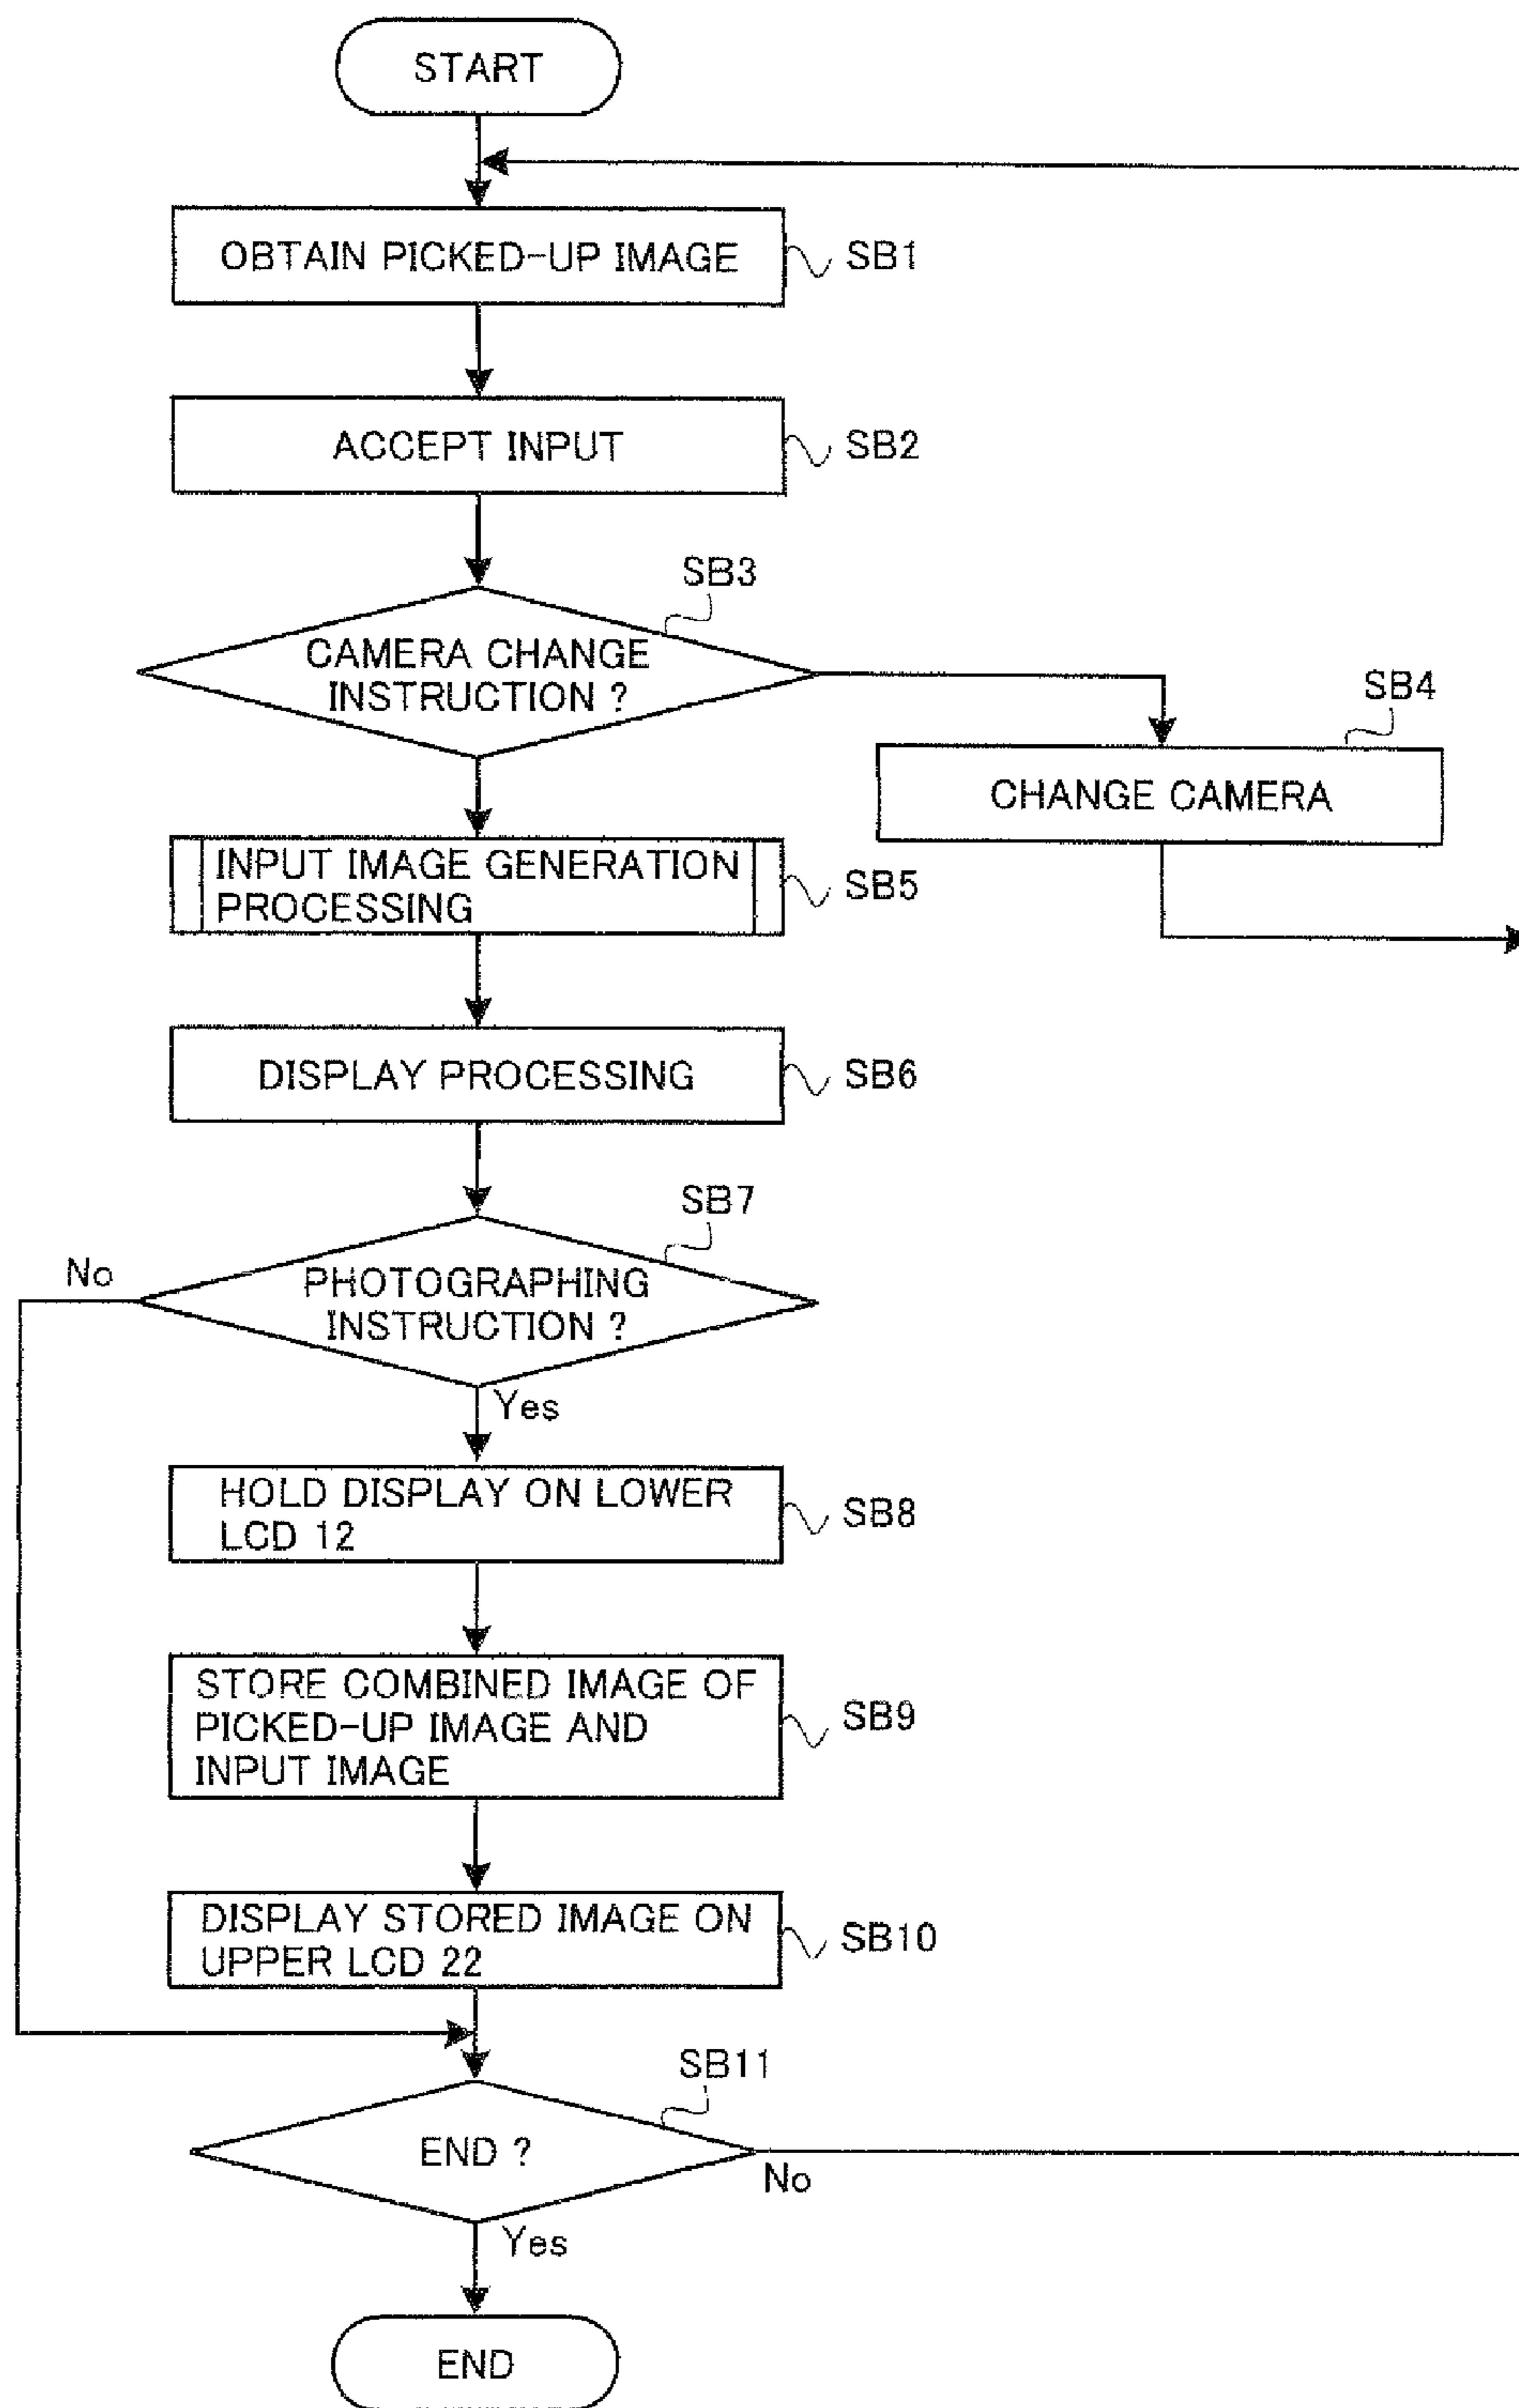 START
OBTAIN PICKED-UP IMAGE
SB1
ACCEPT INPUT
SB2
SB3
CAMERA CHANGE
INSTRUCTION ?
SB4
CHANGE CAMERA
INPUT IMAGE GENERATION
PROCESSING
SB5
DISPLAY PROCESSING
SB6
SB7
No
PHOTOGRAPHING
INSTRUCTION ?
Yes
HOLD DISPLAY ON LOWER
LCD 12
SB8
STORE COMBINED IMAGE OF
PICKED-UP IMAGE AND
INPUT IMAGE
SB9
DISPLAY STORED IMAGE ON
UPPER LCD 22
SB10
SB11
END ?
No
Yes
END